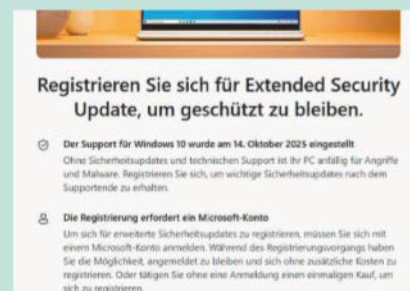 Registrieren Sie sich für Extended Security
Update, um geschützt zu bleiben.
Der Support für Windows 10 wurde am 14. Oktober 2025 eingestellt
Ohne Sicherheitsupdates und technischen Support ist Ihr PC anfällig für Angriffe
und Malware. Registrieren Sie sich, um wichtige Sicherheitsupdates nach dem
Supportende zu erhalten.
Die Registrierung erfordert ein Microsoft-Konto
Um sich für erweiterte Sicherheitsupdates zu registrieren, müssen Sie sich mit
einem Microsoft-Konto anmelden. Während des Registrierungsvorgangs haben
Sie die Möglichkeit, angemeldet zu bleiben und sich ohne zusätzliche Kosten zu
registrieren. Oder tätigen Sie ohne eine Anmeldung einen einmaligen Kauf, um
sich zu registrieren.